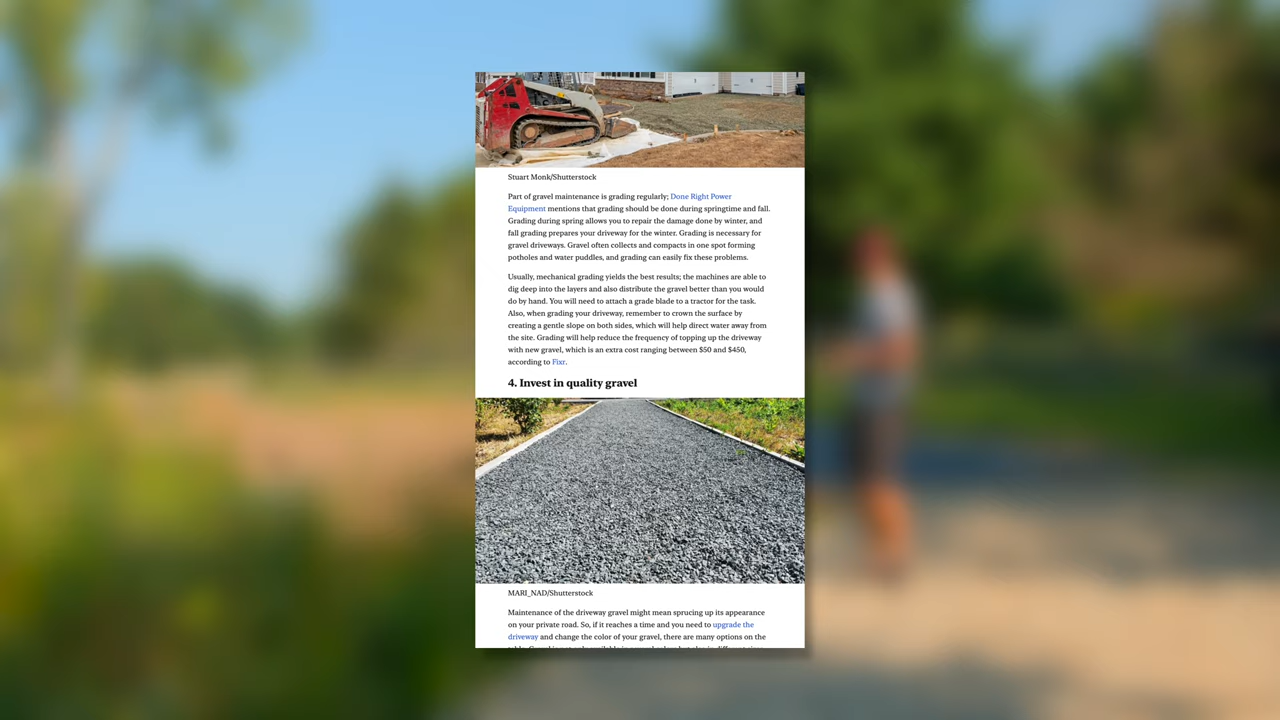 Stuart Monk/Shutterstock
Part of gravel maintenance is grading regularly; Done Right Power
Equipment mentions that grading should be done during springtime and fall.
Grading during spring allows you to repair the damage done by winter, and
fall grading prepares your driveway for the winter. Grading is necessary for
gravel driveways. Gravel often collects and compacts in one spot forming
potholes and water puddles, and grading can easily fix these problems.
Usually, mechanical grading yields the best results; the machines are able to
dig deep into the layers and also distribute the gravel better than you would
do by hand. You will need to attach a grade blade to a tractor for the task.
Also, when grading your driveway, remember to crown the surface by
creating a gentle slope on both sides, which will help direct water away from
the site. Grading will help reduce the frequency of topping up the driveway
with new gravel, which is an extra cost ranging between $50 and $450,
according to Fixr.
4. Invest in quality gravel
MARI_NAD/Shutterstock
Maintenance of the driveway gravel might mean sprucing up its appearance
on your private road. So, if it reaches a time and you need to upgrade the
driveway and change the color of your gravel, there are many options on the